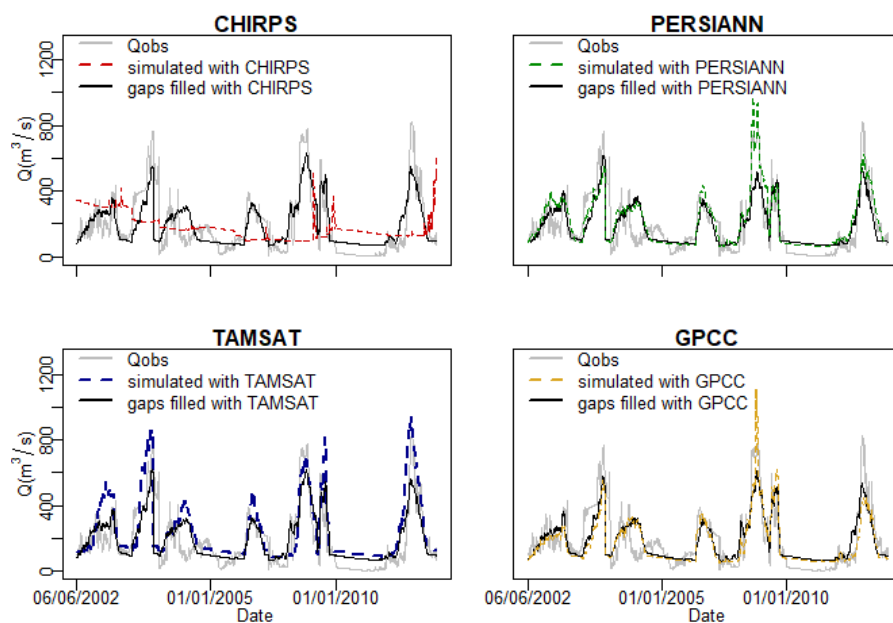 CHIRPS
Qobs
simulated with CHIRPS
gaps filled with CHIRPS
Q(m³/ s)
0
400
800
1200
PERSIANN
Qobs
simulated with PERSIANN
gaps filled with PERSIANN
TAMSAT
Qobs
simulated with TAMSAT
gaps filled with TAMSAT
Q(m³/ s)
0
400
800
1200
06/06/2002
01/01/2005
01/01/2010
Date
GPCC
Qobs
simulated with GPCC
gaps filled with GPCC
06/06/2002
01/01/2005
01/01/2010
Date